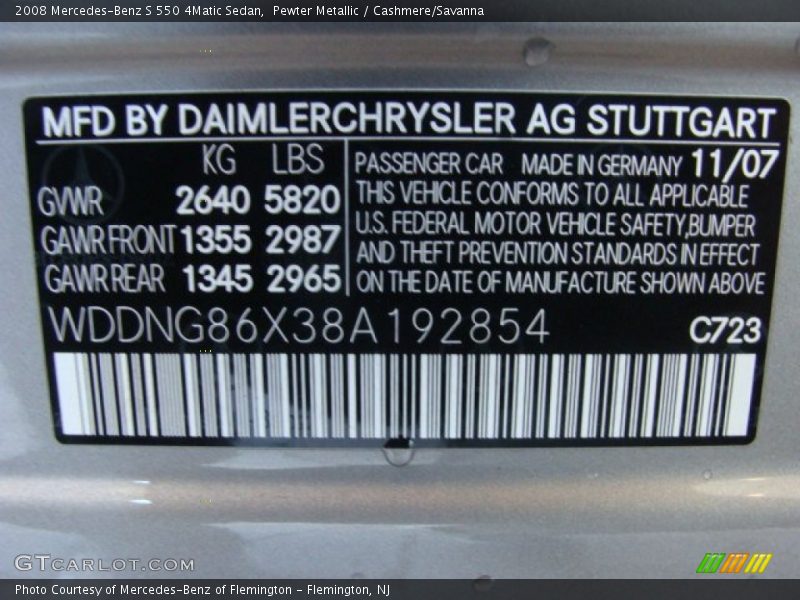 2008 Mercedes-Benz S 550 4Matic Sedan,  Pewter Metallic / Cashmere/Savanna
MFD BY DAIMLERCHRYSLER AG STUTTGART
KG LBS
GVWR 2640 5820
GAWR FRONT 1355 2987
GAWR REAR 1345 2965
PASSENGER CAR MADE IN GERMANY 11/07
THIS VEHICLE CONFORMS TO ALL APPLICABLE
U.S. FEDERAL MOTOR VEHICLE SAFETY,BUMPER
AND THEFT PREVENTION STANDARDS IN EFFECT
ON THE DATE OF MANUFACTURE SHOWN ABOVE
WDDNG86X38A192854 C723
GTCARLOT.COM
Photo Courtesy of Mercedes-Benz of Flemington - Flemington, NJ